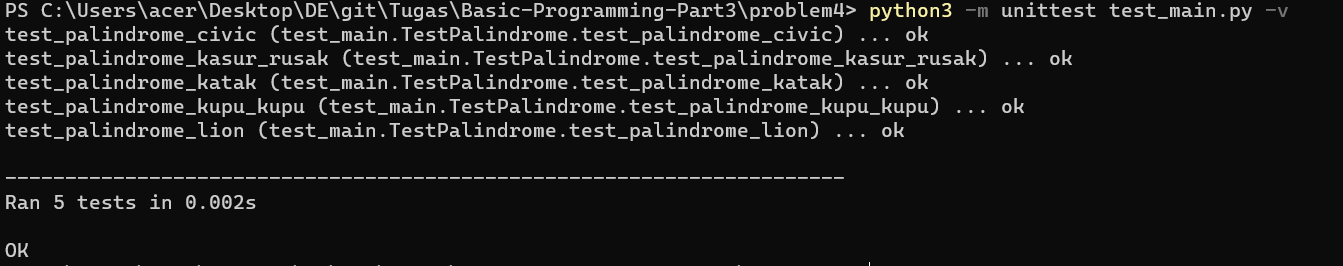 PS C:\Users\acer\Desktop\DE\git\Tugas\Basic-Programming-Part3\problem4> python3 -m unittest test_main.py -v
test_palindrome_civic (test_main.TestPalindrome.test_palindrome_civic) ... ok
test_palindrome_kasur_rusak (test_main.TestPalindrome.test_palindrome_kasur_rusak) ... ok
test_palindrome_katak (test_main.TestPalindrome.test_palindrome_katak) ... ok
test_palindrome_kupu_kupu (test_main.TestPalindrome.test_palindrome_kupu_kupu) ... ok
test_palindrome_lion (test_main.TestPalindrome.test_palindrome_lion) ... ok
----------------------------------------------------------------------
Ran 5 tests in 0.002s
OK